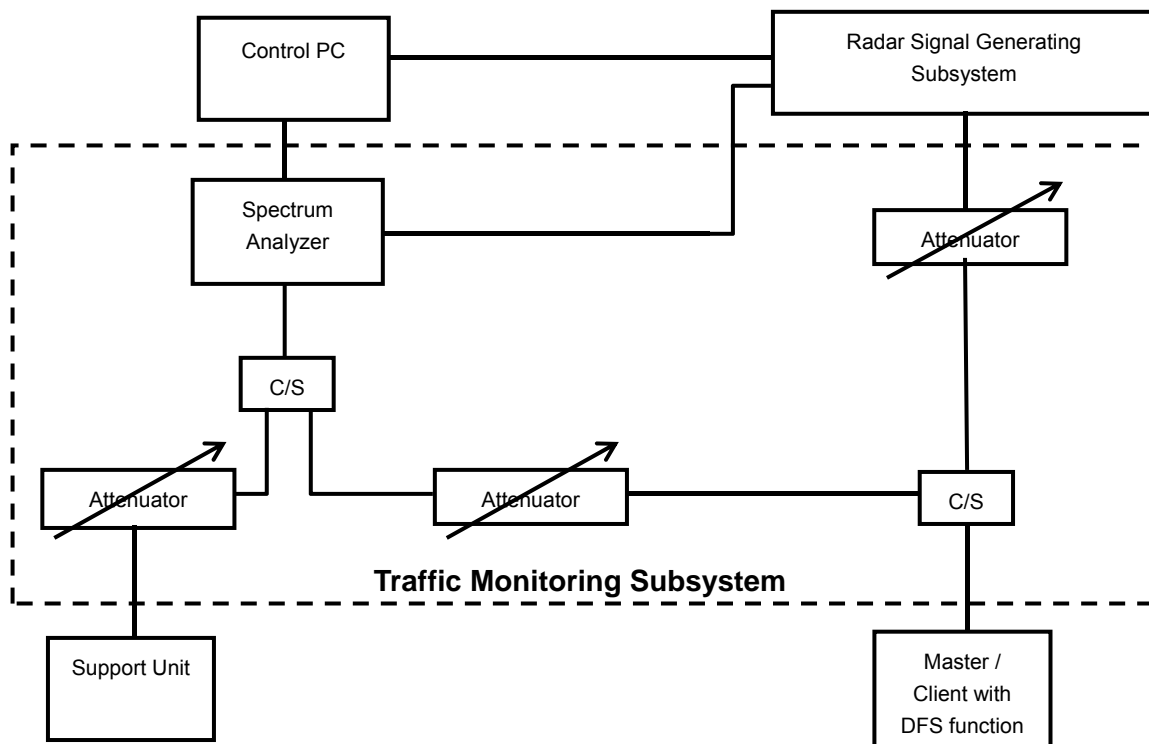 Control PC
Radar Signal Generating
Subsystem
Spectrum
Analyzer
Attenuator
C/S
Attenuator
Attenuator
C/S
Traffic Monitoring Subsystem
Support Unit
Master /
Client with
DFS function